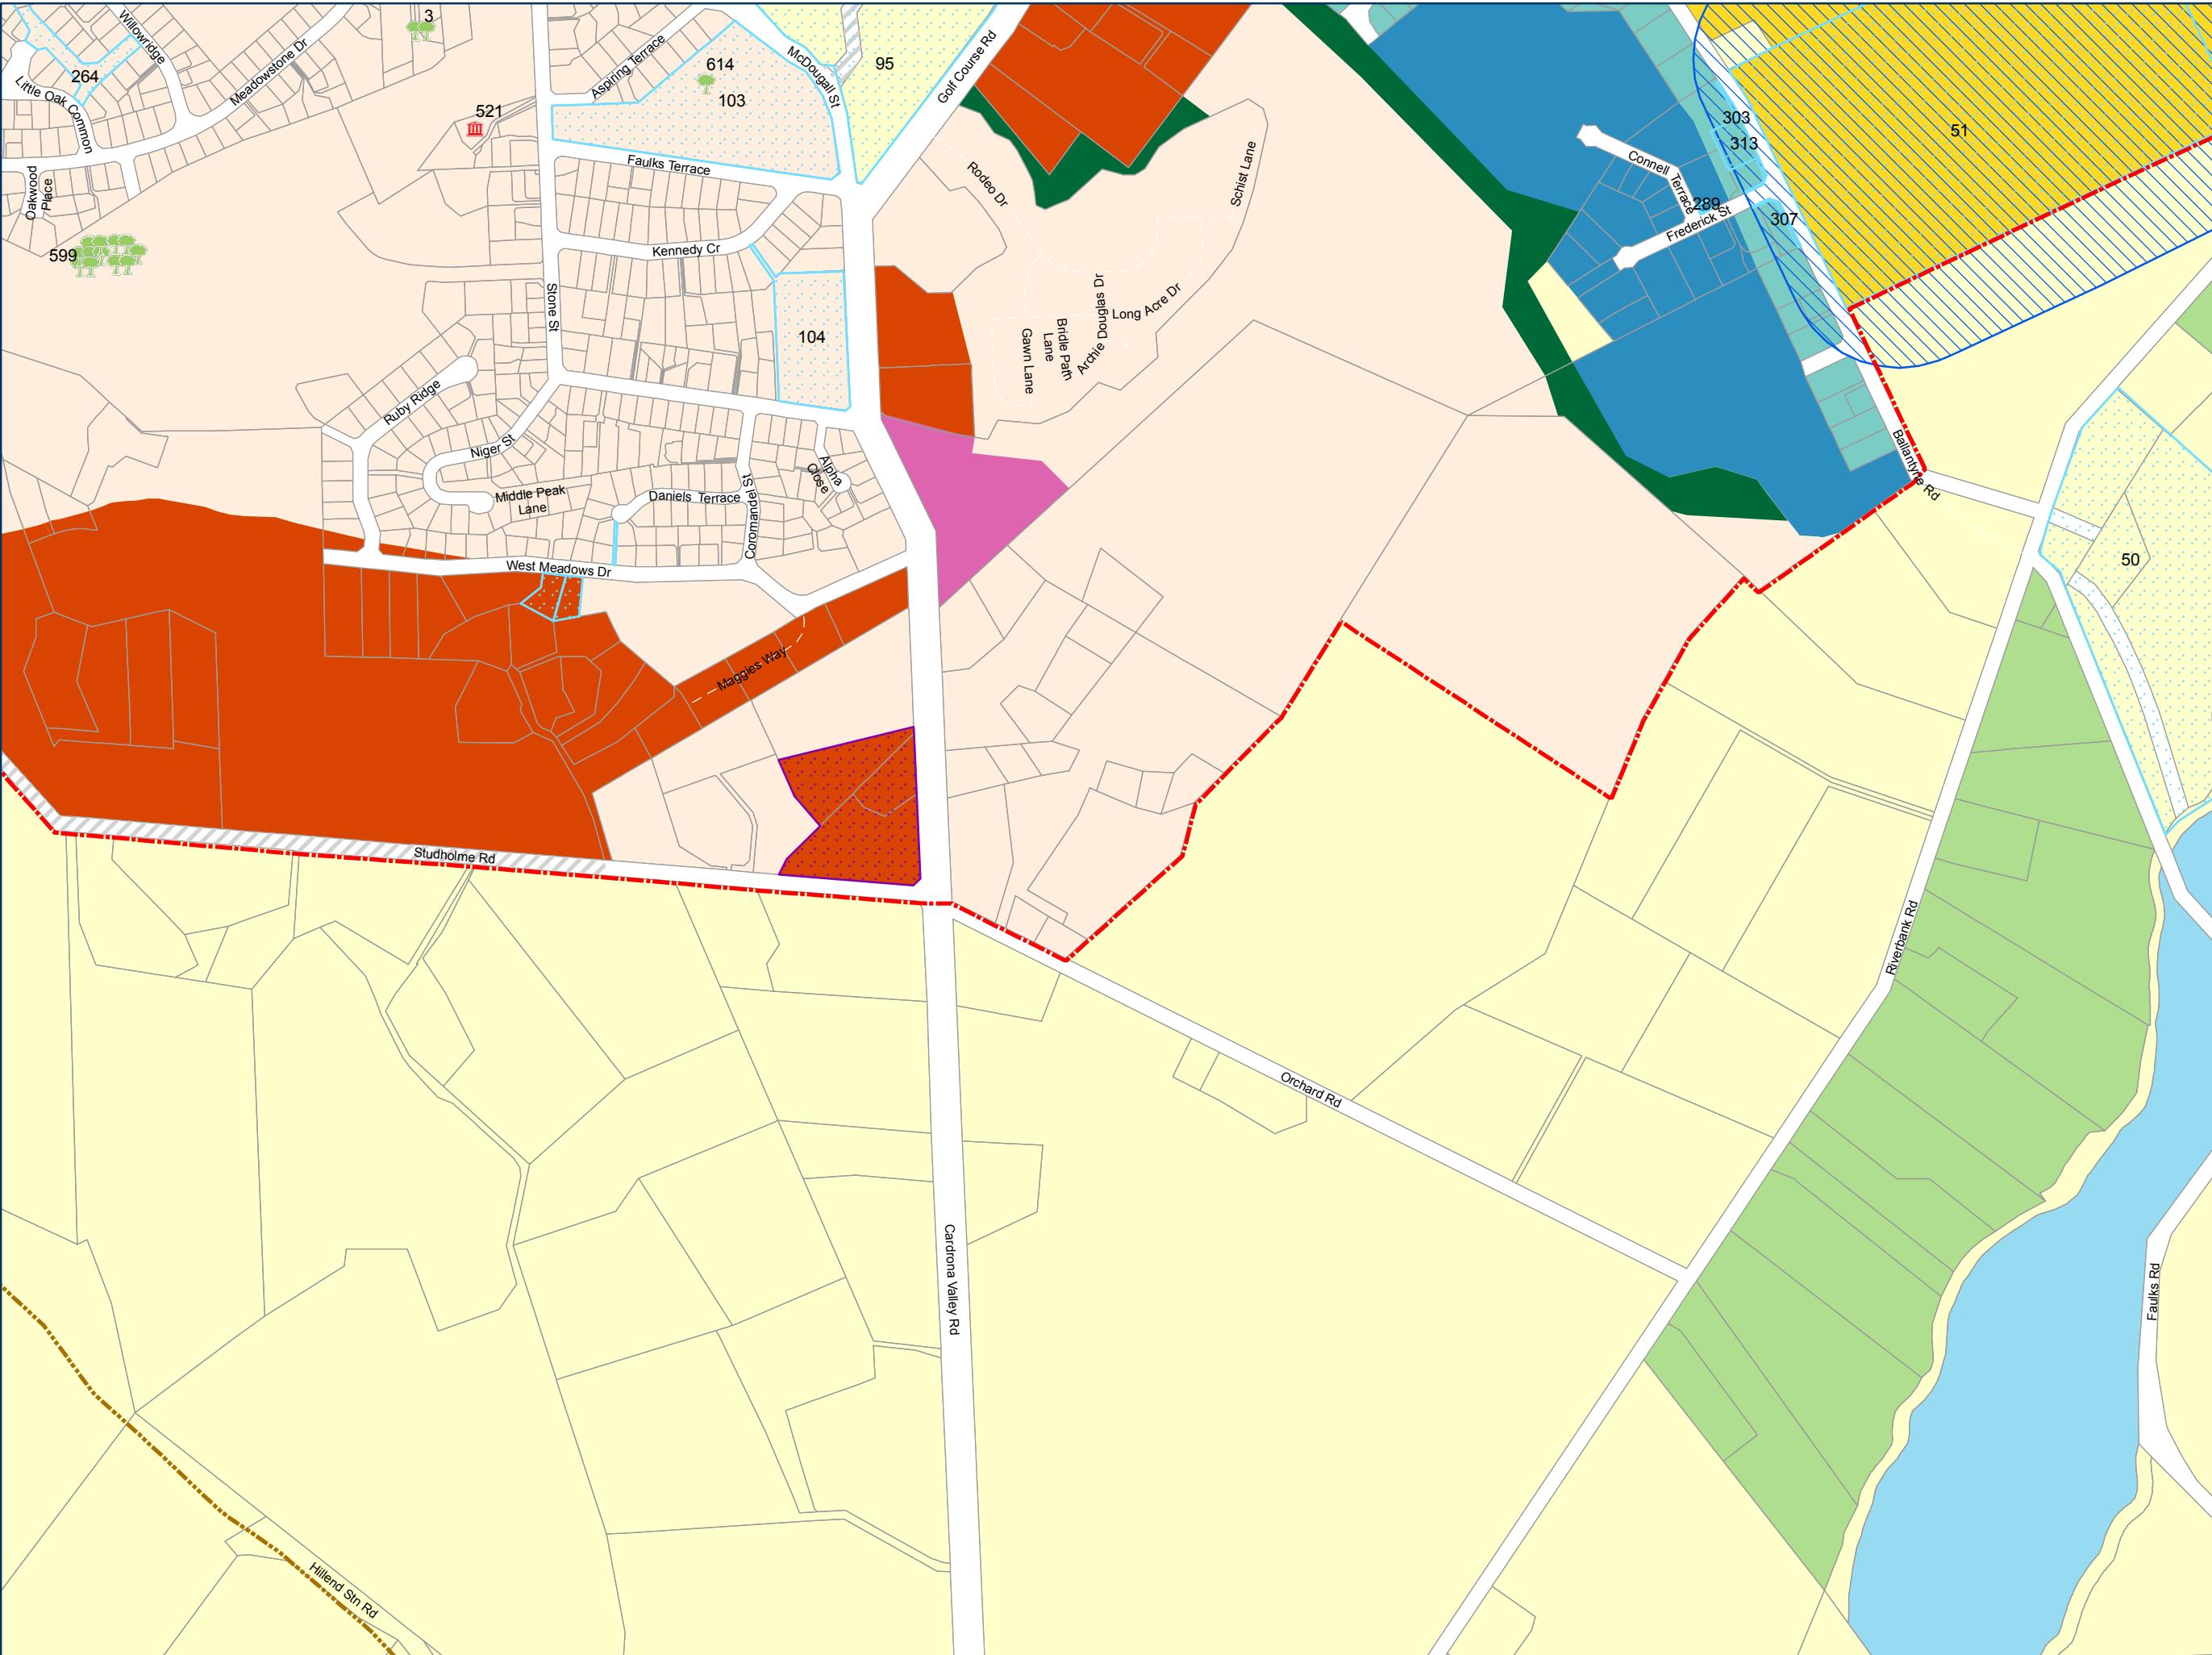 3
Willowridge
Meadowstone Dr
264
Little Oak Common
Oakwood
Place
599
521
Aspiring Terrace
614
103
McDougall St
95
Golf Course Rd
Faulks Terrace
Kennedy Cr
Stone St
104
Rodeo Dr
Schist Lane
Long Acre Dr
Archie Douglas Dr
Bridle Path
Lane
Gawn Lane
303
313
51
Connell Terrace
289
Frederick St
307
Ballantyne Rd
50
Ruby Ridge
Niger St
Middle Peak
Lane
Daniels Terrace
Coromandel St
Alpha
Close
West Meadows Dr
Maggies Way
Studholme Rd
Riverbank Rd
Orchard Rd
Cardrona Valley Rd
Faulks Rd
Hillend Stn Rd